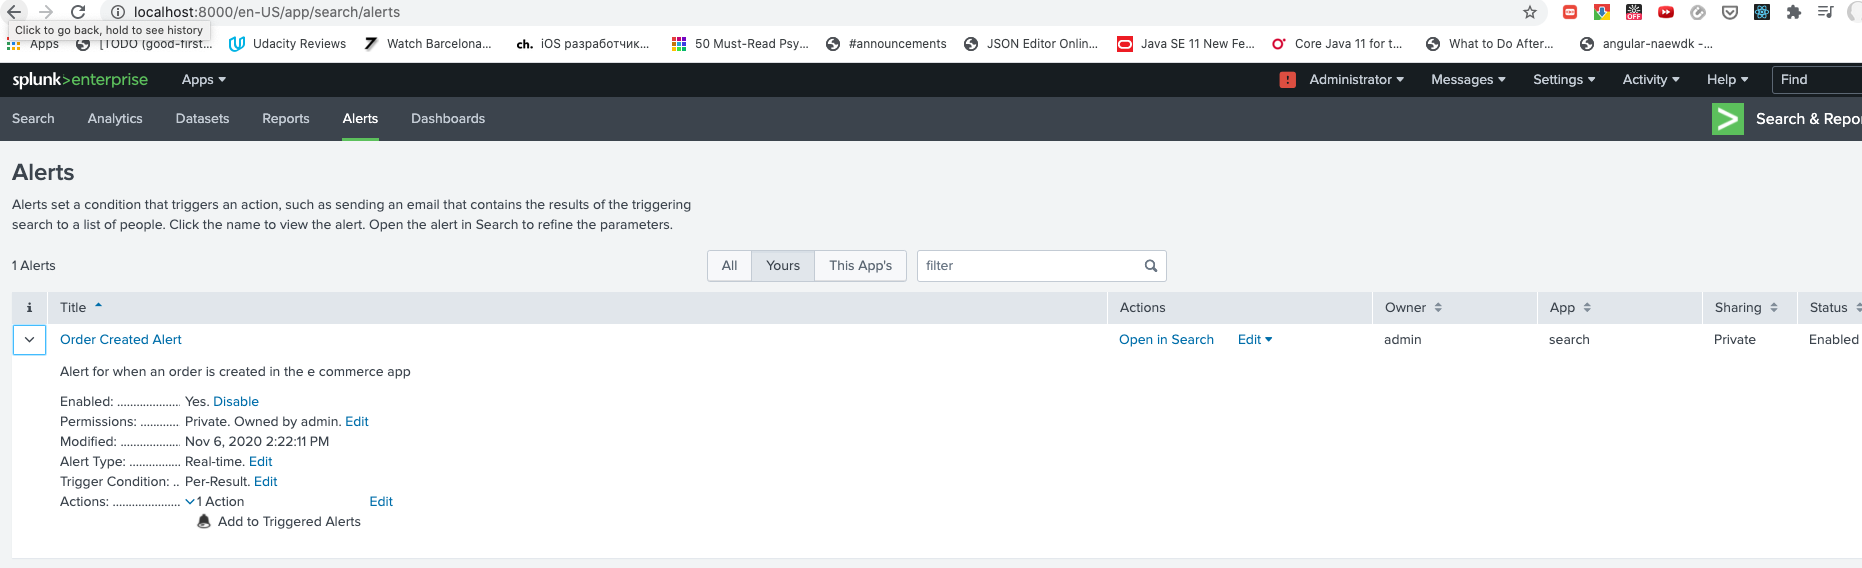 localhost:8000/en-US/app/search/alerts
Click to go back, hold to see history
Apps [TODO (good-first... Udacity Reviews Watch Barcelona... ch. iOS разработчик... 50 Must-Read Psy... #announcements JSON Editor Onlin... Java SE 11 New Fe... Core Java 11 for t... What to Do After... angular-naewdk -...
splunk>enterprise Apps ! Administrator Messages Settings Activity Help Find
Search Analytics Datasets Reports Alerts Dashboards > Search & Repo
Alerts
Alerts set a condition that triggers an action, such as sending an email that contains the results of the triggering
search to a list of people. Click the name to view the alert. Open the alert in Search to refine the parameters.
1 Alerts All Yours This App's filter
i Title Actions Owner App Sharing Status
Order Created Alert Open in Search Edit admin search Private Enabled
Alert for when an order is created in the e commerce app
Enabled: .................... Yes. Disable
Permissions: ............ Private. Owned by admin. Edit
Modified: ................... Nov 6, 2020 2:22:11 PM
Alert Type: ................ Real-time. Edit
Trigger Condition: .. Per-Result. Edit
Actions: ..................... 1 Action Edit
Add to Triggered Alerts